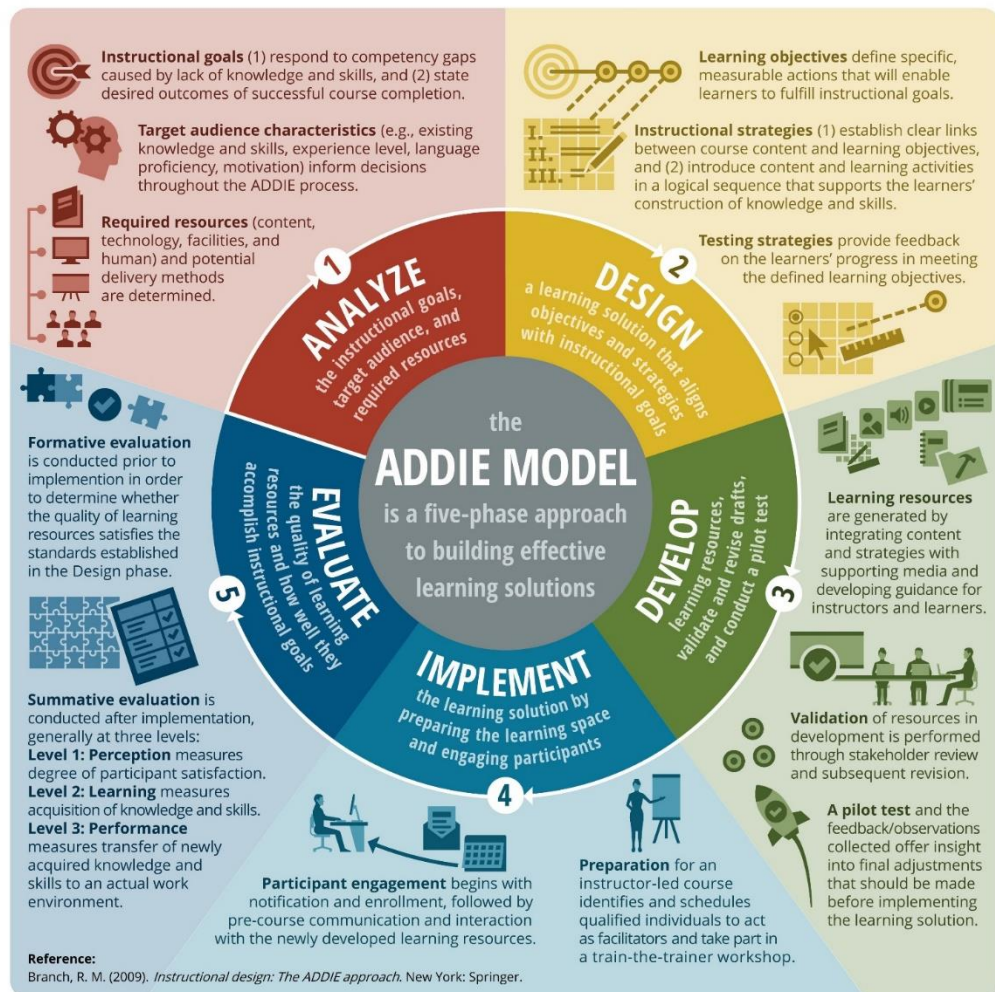 Instructional goals (1) respond to competency gaps
caused by lack of knowledge and skills, and (2) state
desired outcomes of successful course completion.
Target audience characteristics (e.g., existing
knowledge and skills, experience level, language
proficiency, motivation) inform decisions
throughout the ADDIE process.
Required resources (content,
technology, facilities, and
human) and potential
delivery methods
are determined.
1
ANALYZE
the instructional goals,
target audience, and
required resources
Learning objectives define specific,
measurable actions that will enable
learners to fulfill instructional goals.
I.
II.
III.
Instructional strategies (1) establish clear links
between course content and learning objectives,
and (2) introduce content and learning activities
in a logical sequence that supports the learners'
construction of knowledge and skills.
Testing strategies provide feedback
on the learners' progress in meeting
the defined learning objectives.
2
DESIGN
a learning solution that aligns
objectives and strategies
with instructional goals
the
ADDIE MODEL
is a five-phase approach
to building effective
learning solutions
3
DEVELOP
learning resources,
validate and revise drafts,
and conduct a pilot test
Learning resources
are generated by
integrating content
and strategies with
supporting media and
developing guidance for
instructors and learners.
Validation of resources in
development is performed
through stakeholder review
and subsequent revision.
A pilot test and the
feedback/observations
collected offer insight
into final adjustments
that should be made
before implementing
the learning solution.
4
IMPLEMENT
the learning solution by
preparing the learning space
and engaging participants
Participant engagement begins with
notification and enrollment, followed by
pre-course communication and interaction
with the newly developed learning resources.
Preparation for an
instructor-led course
identifies and schedules
qualified individuals to act
as facilitators and take part in
a train-the-trainer workshop.
5
EVALUATE
the quality of learning
resources and how well they
accomplish instructional goals
Formative evaluation
is conducted prior to
implemention in order
to determine whether
the quality of learning
resources satisfies the
standards established
in the Design phase.
Summative evaluation is
conducted after implementation,
generally at three levels:
Level 1: Perception measures
degree of participant satisfaction.
Level 2: Learning measures
acquisition of knowledge and skills.
Level 3: Performance
measures transfer of newly
acquired knowledge and
skills to an actual work
environment.
Reference:
Branch, R. M. (2009). Instructional design: The ADDIE approach. New York: Springer.